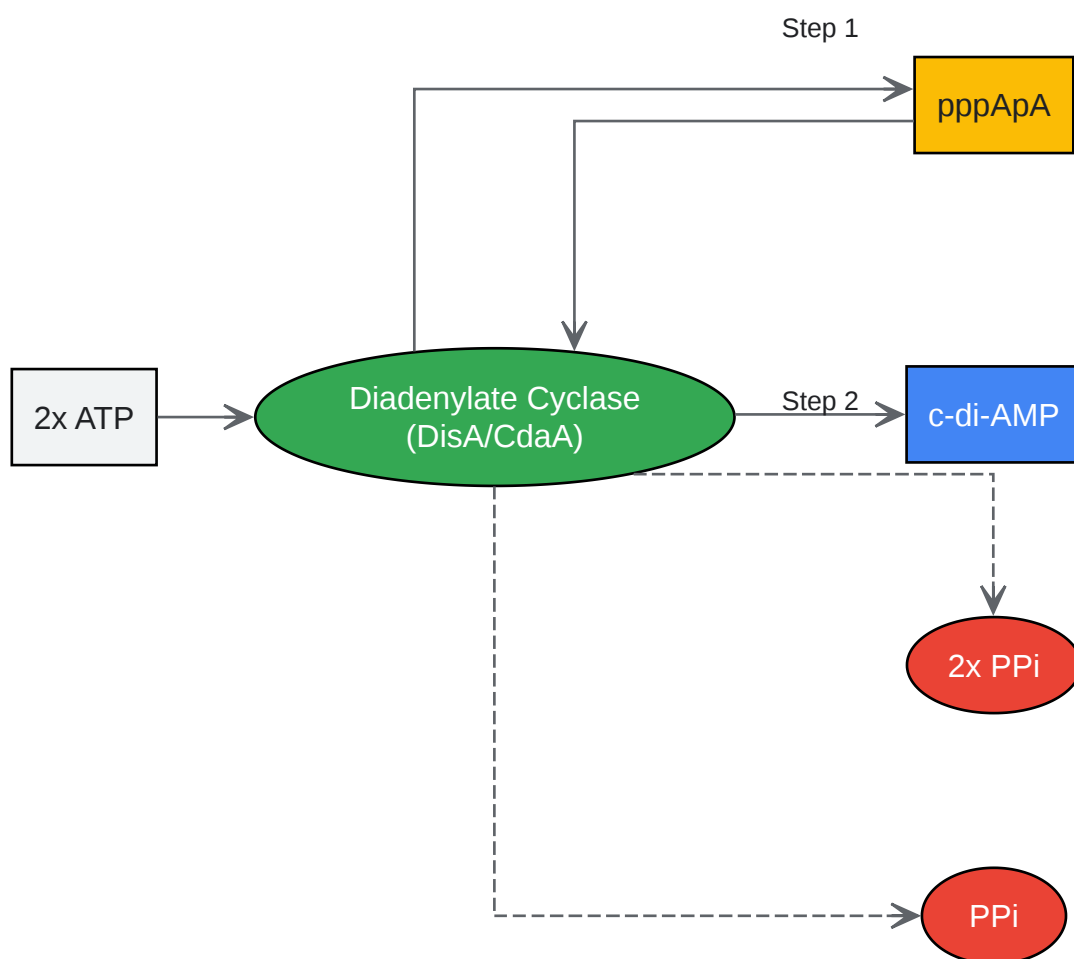 Step 1
pppApA
2x ATP
Diadenylate Cyclase
(DisA/CdaA)
Step 2
c-di-AMP
2x PPi
PPi